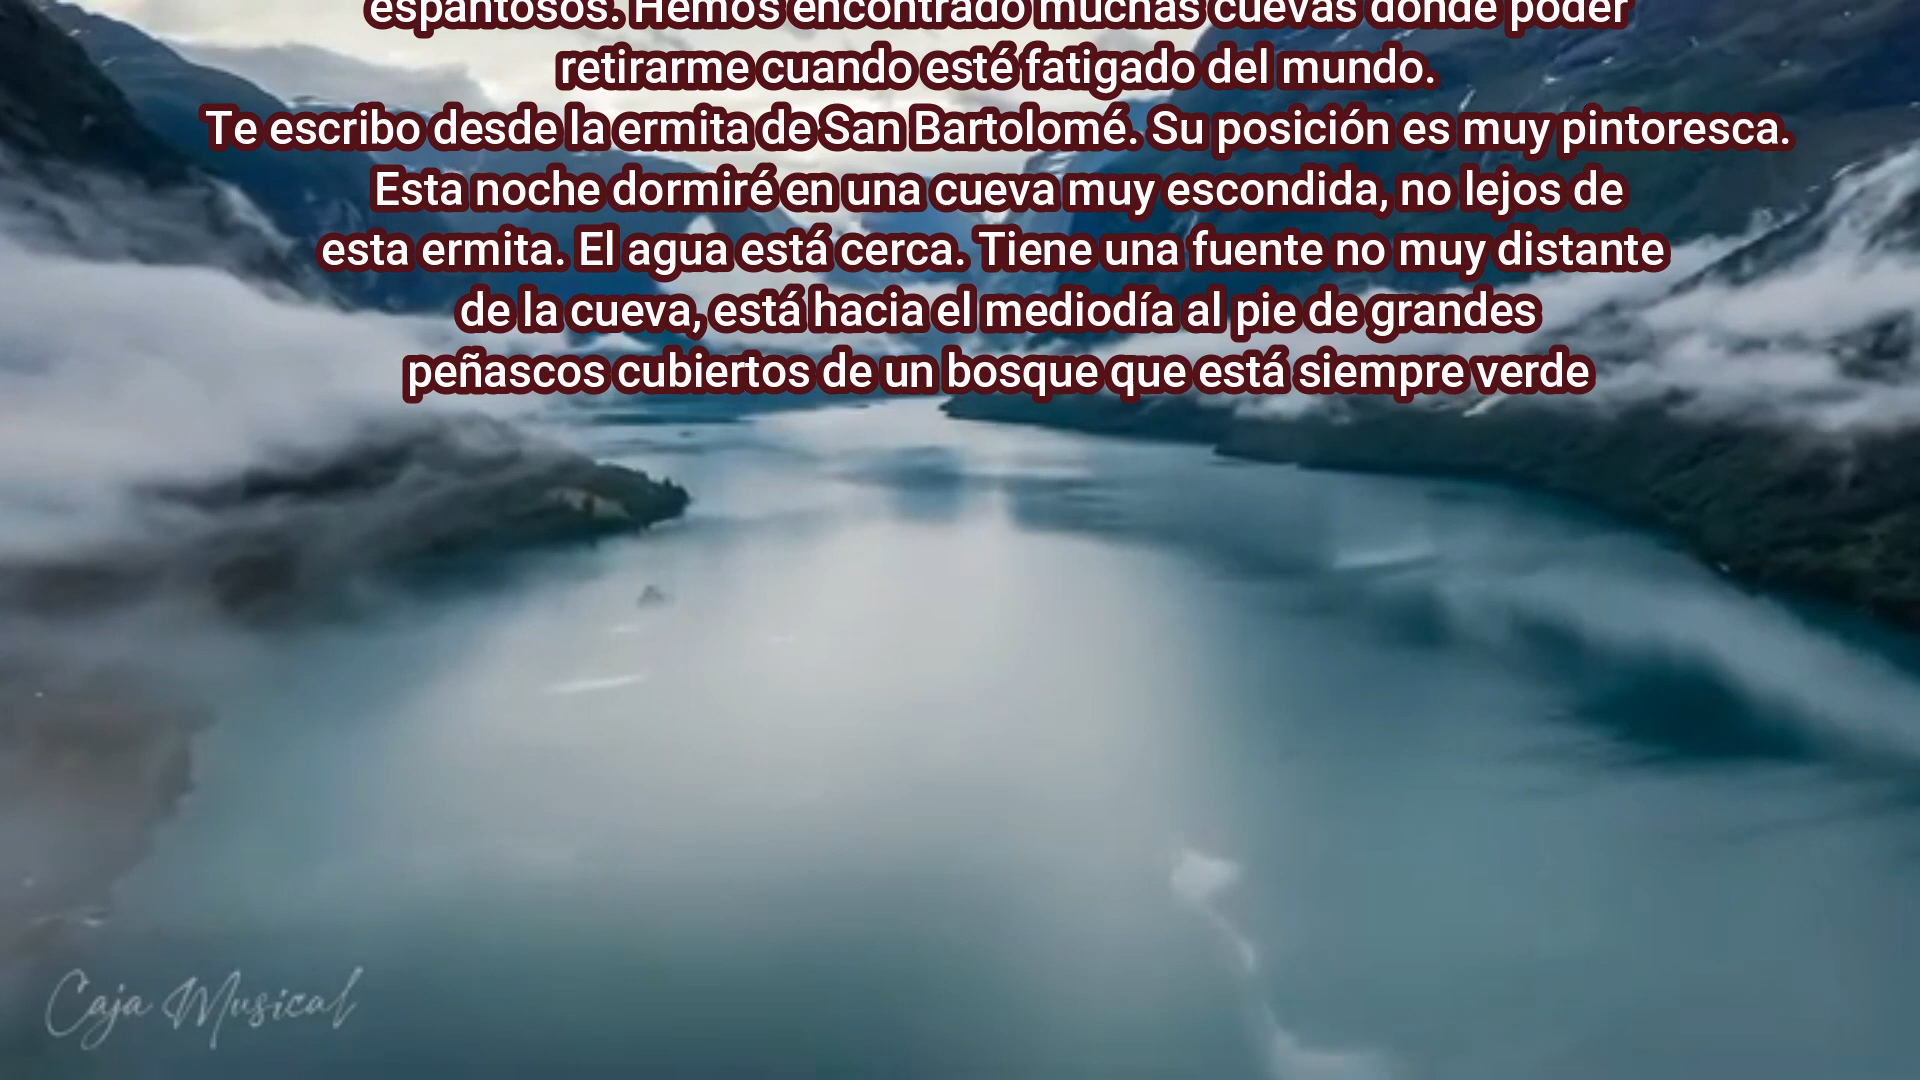 espantosos. Hemos encontrado muchas cuevas donde poder
retirarme cuando esté fatigado del mundo.
Te escribo desde la ermita de San Bartolomé. Su posición es muy pintoresca.
Esta noche dormiré en una cueva muy escondida, no lejos de
esta ermita. El agua está cerca. Tiene una fuente no muy distante
de la cueva, está hacia el mediodía al pie de grandes
peñascos cubiertos de un bosque que está siempre verde
Caja Musical